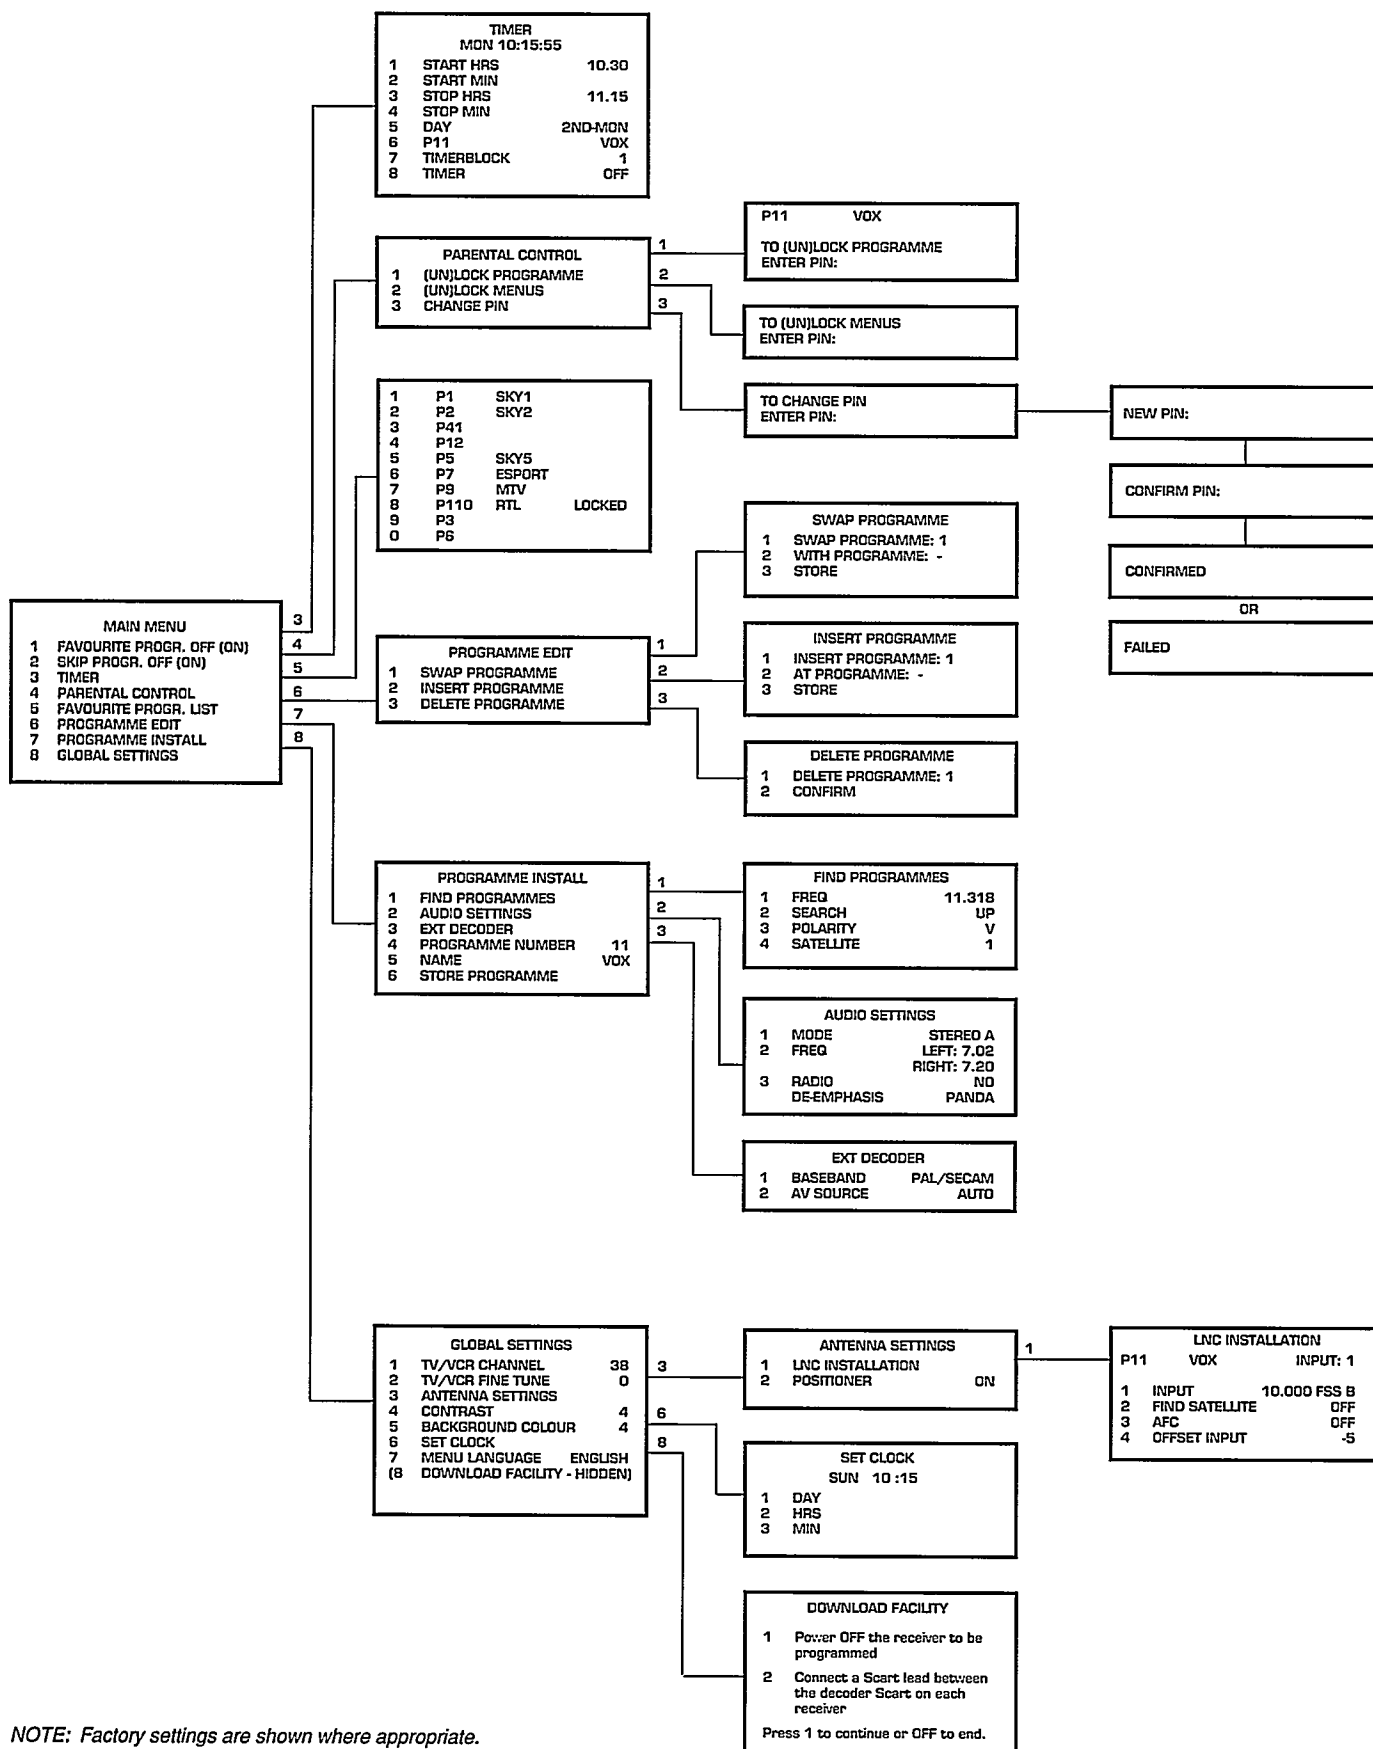 TIMER
MON 10:15:55
1 START HRS 10.30
2 START MIN
3 STOP HRS 11.15
4 STOP MIN
5 DAY 2ND-MON
6 P11 VOX
7 TIMERBLOCK 1
8 TIMER OFF
PARENTAL CONTROL
1 (UN)LOCK PROGRAMME
2 (UN)LOCK MENUS
3 CHANGE PIN
1
2
3
P11 VOX
TO (UN)LOCK PROGRAMME
ENTER PIN:
TO (UN)LOCK MENUS
ENTER PIN:
TO CHANGE PIN
ENTER PIN:
NEW PIN:
CONFIRM PIN:
CONFIRMED
OR
FAILED
1 P1 SKY1
2 P2 SKY2
3 P41
4 P12
5 P5 SKY5
6 P7 ESPORT
7 P9 MTV
8 P110 RTL LOCKED
9 P3
0 P6
MAIN MENU
1 FAVOURITE PROGR. OFF (ON)
2 SKIP PROGR. OFF (ON)
3 TIMER
4 PARENTAL CONTROL
5 FAVOURITE PROGR. LIST
6 PROGRAMME EDIT
7 PROGRAMME INSTALL
8 GLOBAL SETTINGS
3
4
5
6
7
8
PROGRAMME EDIT
1 SWAP PROGRAMME
2 INSERT PROGRAMME
3 DELETE PROGRAMME
1
2
3
SWAP PROGRAMME
1 SWAP PROGRAMME: 1
2 WITH PROGRAMME: -
3 STORE
INSERT PROGRAMME
1 INSERT PROGRAMME: 1
2 AT PROGRAMME: -
3 STORE
DELETE PROGRAMME
1 DELETE PROGRAMME: 1
2 CONFIRM
PROGRAMME INSTALL
1 FIND PROGRAMMES
2 AUDIO SETTINGS
3 EXT DECODER
4 PROGRAMME NUMBER 11
5 NAME VOX
6 STORE PROGRAMME
1
2
3
FIND PROGRAMMES
1 FREQ 11.318
2 SEARCH UP
3 POLARITY V
4 SATELLITE 1
AUDIO SETTINGS
1 MODE STEREO A
2 FREQ LEFT: 7.02
RIGHT: 7.20
3 RADIO NO
DE-EMPHASIS PANDA
EXT DECODER
1 BASEBAND PAL/SECAM
2 AV SOURCE AUTO
GLOBAL SETTINGS
1 TV/VCR CHANNEL 38
2 TV/VCR FINE TUNE 0
3 ANTENNA SETTINGS
4 CONTRAST 4
5 BACKGROUND COLOUR 4
6 SET CLOCK
7 MENU LANGUAGE ENGLISH
(8 DOWNLOAD FACILITY - HIDDEN)
3
6
8
ANTENNA SETTINGS
1 LNC INSTALLATION
2 POSITIONER ON
1
LNC INSTALLATION
P11 VOX INPUT: 1
1 INPUT 10.000 FSS B
2 FIND SATELLITE OFF
3 AFC OFF
4 OFFSET INPUT -5
SET CLOCK
SUN 10 :15
1 DAY
2 HRS
3 MIN
DOWNLOAD FACILITY
1 Power OFF the receiver to be
programmed
2 Connect a Scart lead between
the decoder Scart on each
receiver
Press 1 to continue or OFF to end.
NOTE: Factory settings are shown where appropriate.